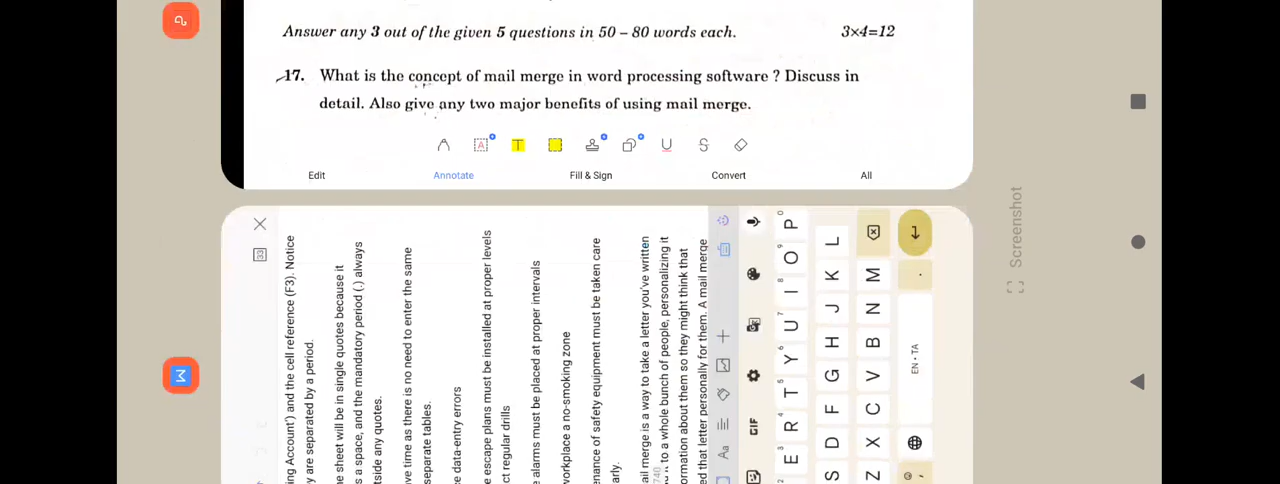 Answer any 3 out of the given 5 questions in 50 – 80 words each. 3×4=12
17. What is the concept of mail merge in word processing software ? Discuss in
detail. Also give any two major benefits of using mail merge.
Edit Annotate Fill & Sign Convert All
Screenshot
33
ing Account') and the cell reference (F3). Notice
y are separated by a period.
ne sheet will be in single quotes because it
s a space, and the mandatory period (.) always
tside any quotes.
ve time as there is no need to enter the same
separate tables.
e data-entry errors
e escape plans must be installed at proper levels
ct regular drills
e alarms must be placed at proper intervals
workplace a no-smoking zone
enance of safety equipment must be taken care
arly.
ail merge is a way to take a letter you've written
to a whole bunch of people, personalizing it
ormation about them so they might think that
ed that letter personally for them. A mail merge
740
Aa
GIF
E R T Y U I O P
S D F G H J K L
Z X C V B N M
, EN • TA .